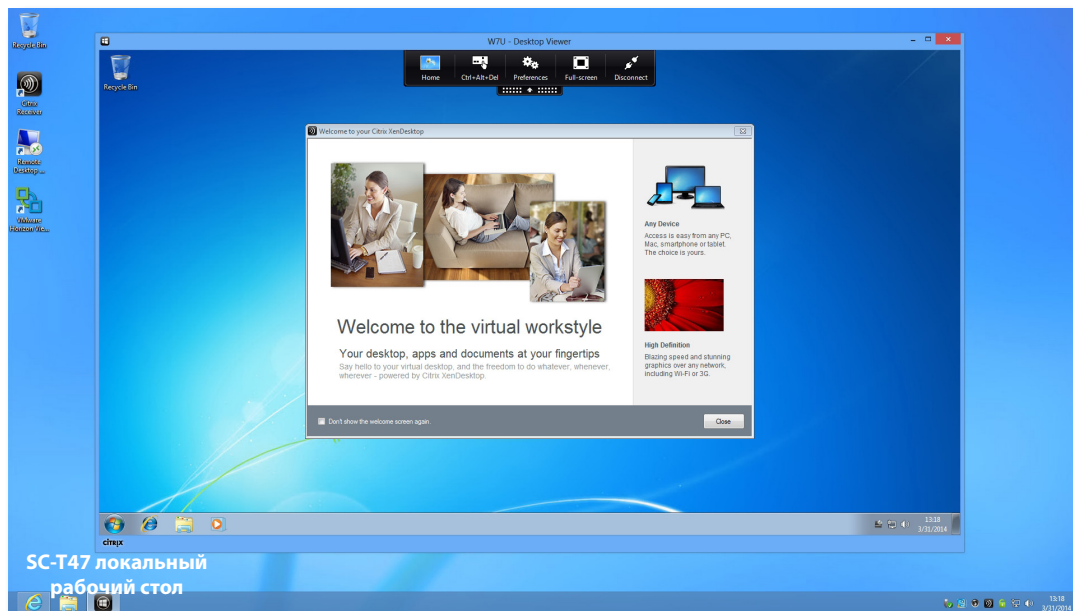 Recycle Bin
Citrix
Receiver
Remote
Desktop ...
VMware
Horizon Vie...
W7U - Desktop Viewer
Recycle Bin
Home
Ctrl+Alt+Del
Preferences
Full-screen
Disconnect
Welcome to your Citrix XenDesktop
Welcome to the virtual workstyle
Your desktop, apps and documents at your fingertips
Say hello to your virtual desktop, and the freedom to do whatever, whenever,
wherever - powered by Citrix XenDesktop.
Any Device
Access is easy from any PC,
Mac, smartphone or tablet.
The choice is yours.
High Definition
Blazing speed and stunning
graphics over any network,
including Wi-Fi or 3G.
Don't show the welcome screen again.
Close
13:18
3/31/2014
CİTRIX
SC-T47 локальный
рабочий стол
13:18
3/31/2014